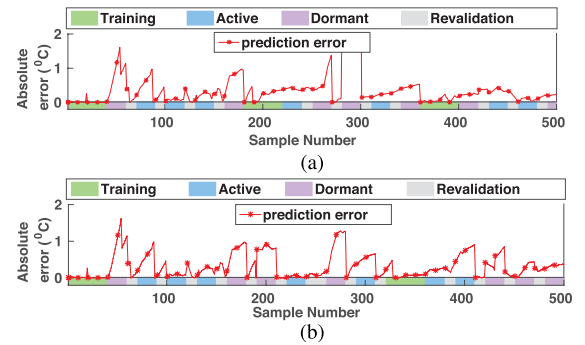 Training Active Dormant Revalidation
prediction error
Absolute
error (⁰C)
2
1
0
100 200 300 400 500
Sample Number
(a)
Training Active Dormant Revalidation
prediction error
Absolute
error (⁰C)
2
1
0
100 200 300 400 500
Sample Number
(b)